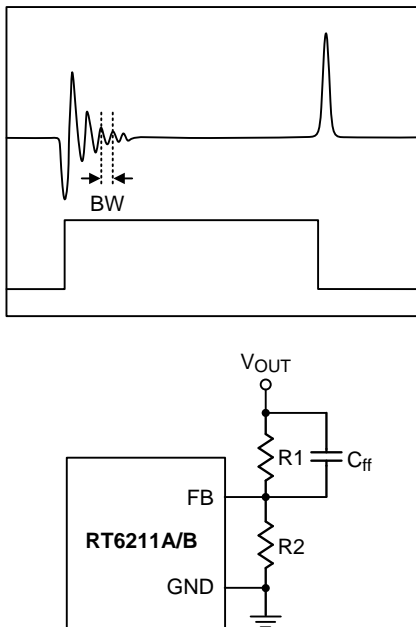 BW
VOUT
R1
Cff
FB
R2
RT6211A/B
GND